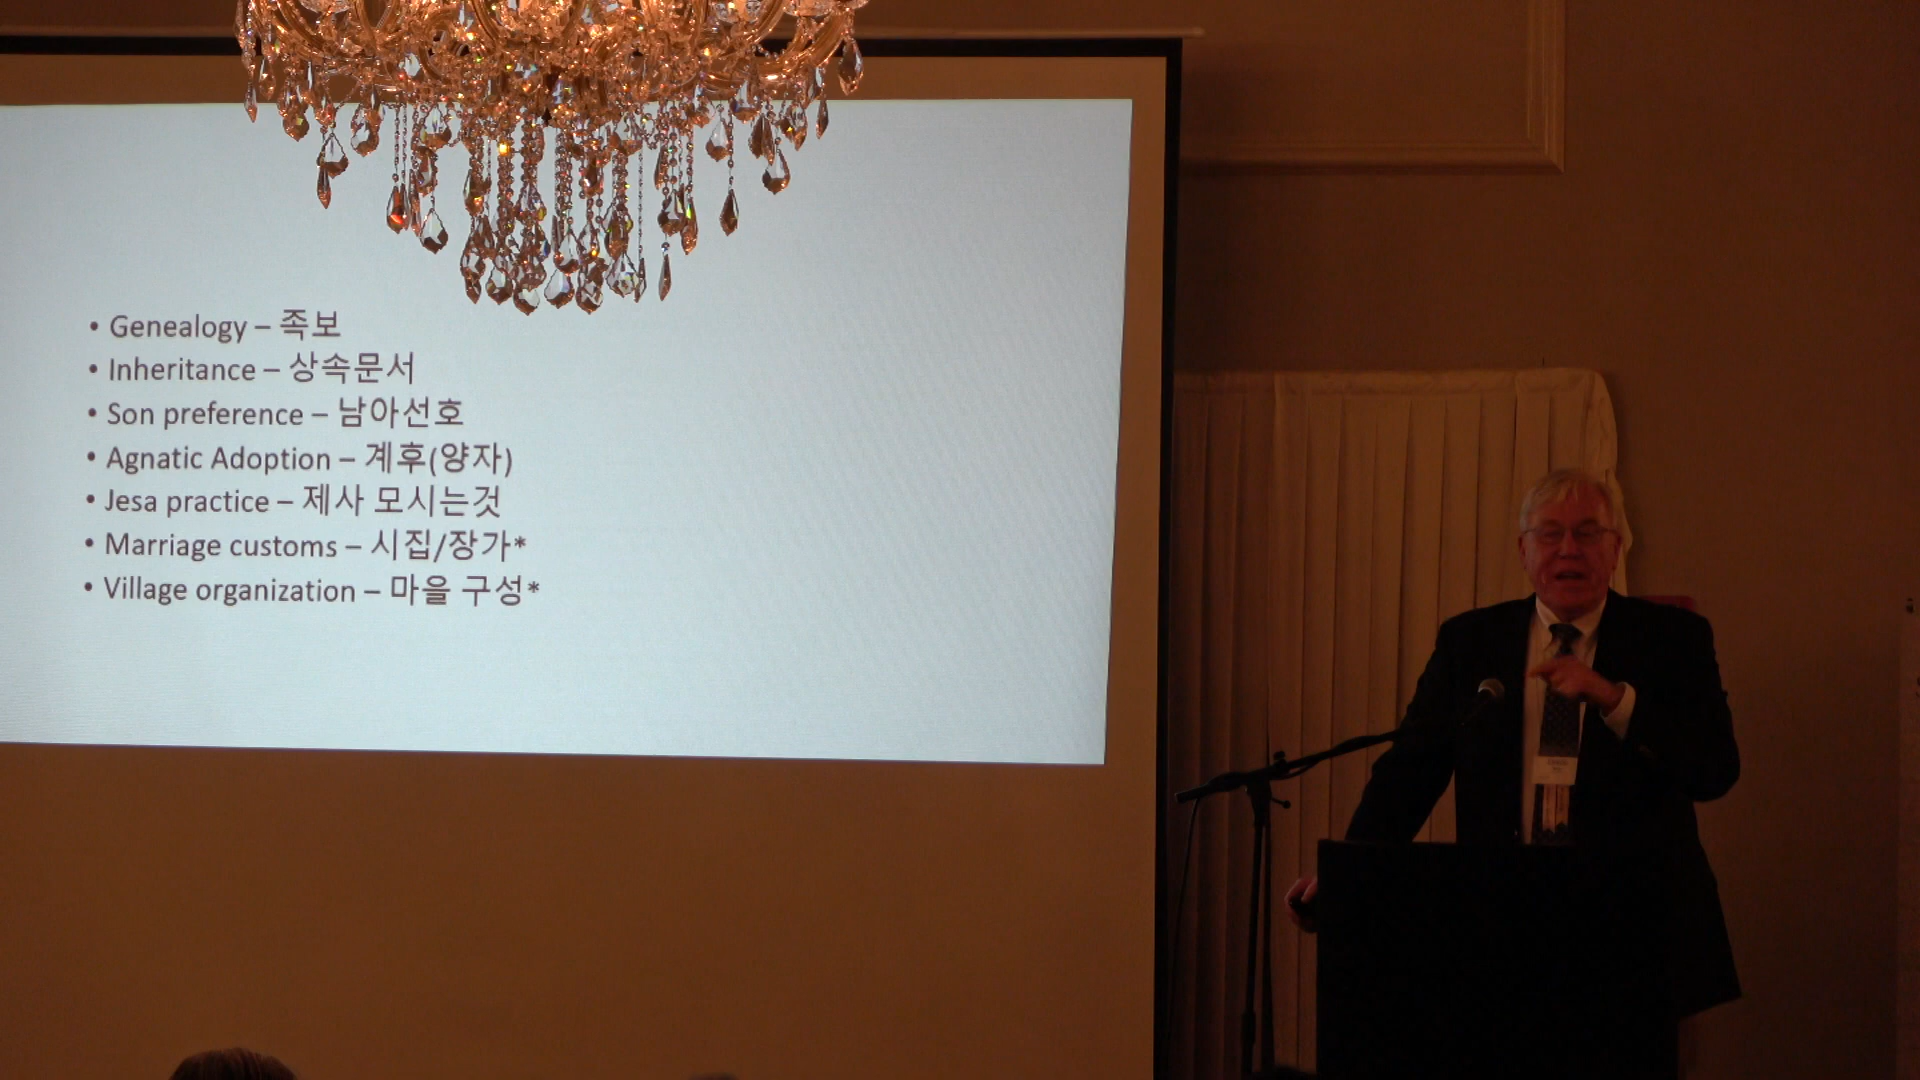 • Genealogy – 족보
• Inheritance – 상속문서
• Son preference – 남아선호
• Agnatic Adoption – 계후(양자)
• Jesa practice – 제사 모시는것
• Marriage customs – 시집/장가*
• Village organization – 마을 구성*